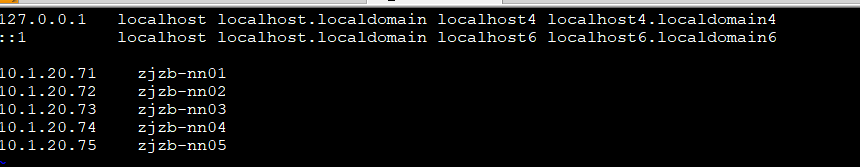 127.0.0.1   localhost localhost.localdomain localhost4 localhost4.localdomain4
::1         localhost localhost.localdomain localhost6 localhost6.localdomain6
10.1.20.71    zjzb-nn01
10.1.20.72    zjzb-nn02
10.1.20.73    zjzb-nn03
10.1.20.74    zjzb-nn04
10.1.20.75    zjzb-nn05
~